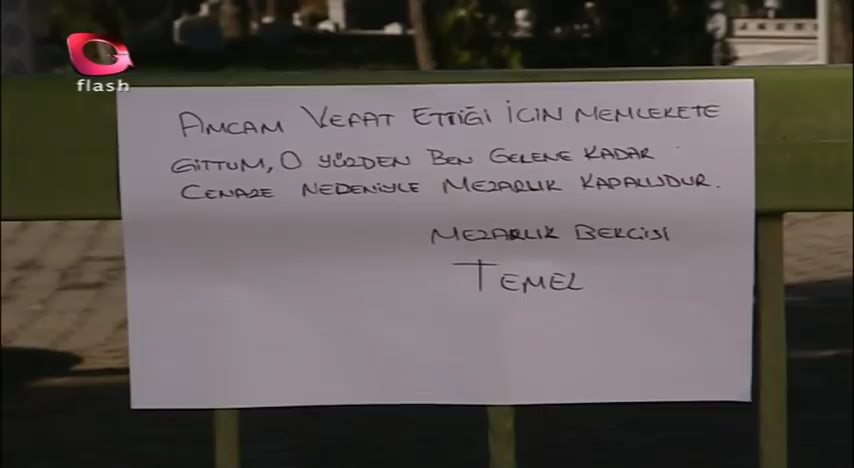 flash
AMCAM VEFAT ETTİĞİ İÇİN MEMLEKETE
GİTTUM, O YÜZDEN BEN GELENE KADAR
CENAZE NEDENİYLE MEZARLIK KAPALUDUR.
MEZARLIK BEKÇİSİ
TEMEL